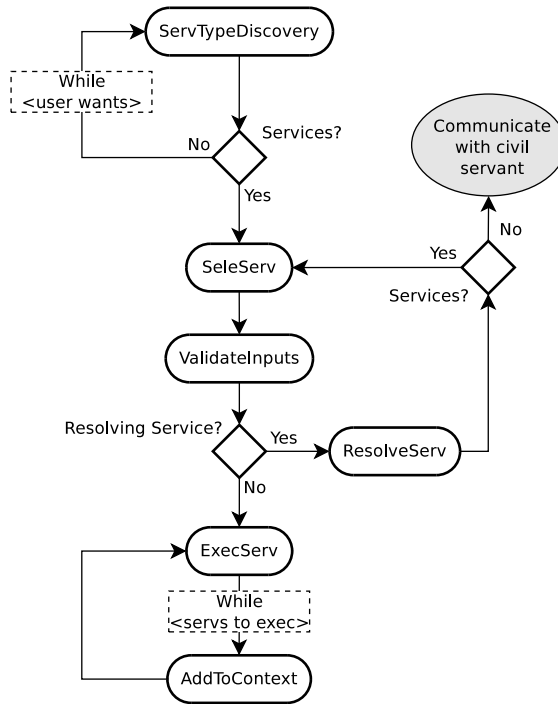 ServTypeDiscovery
While
<user wants>
No
Services?
Yes
Communicate
with civil
servant
No
Yes
Services?
SeleServ
ValidateInputs
Resolving Service?
Yes
ResolveServ
No
ExecServ
While
<servs to exec>
AddToContext